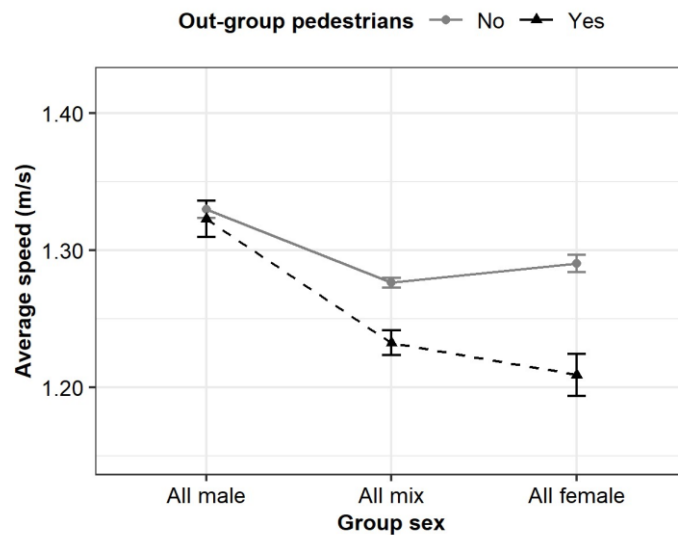 Out-group pedestrians No Yes
Average speed (m/s)
1.40
1.30
1.20
All male All mix All female
Group sex